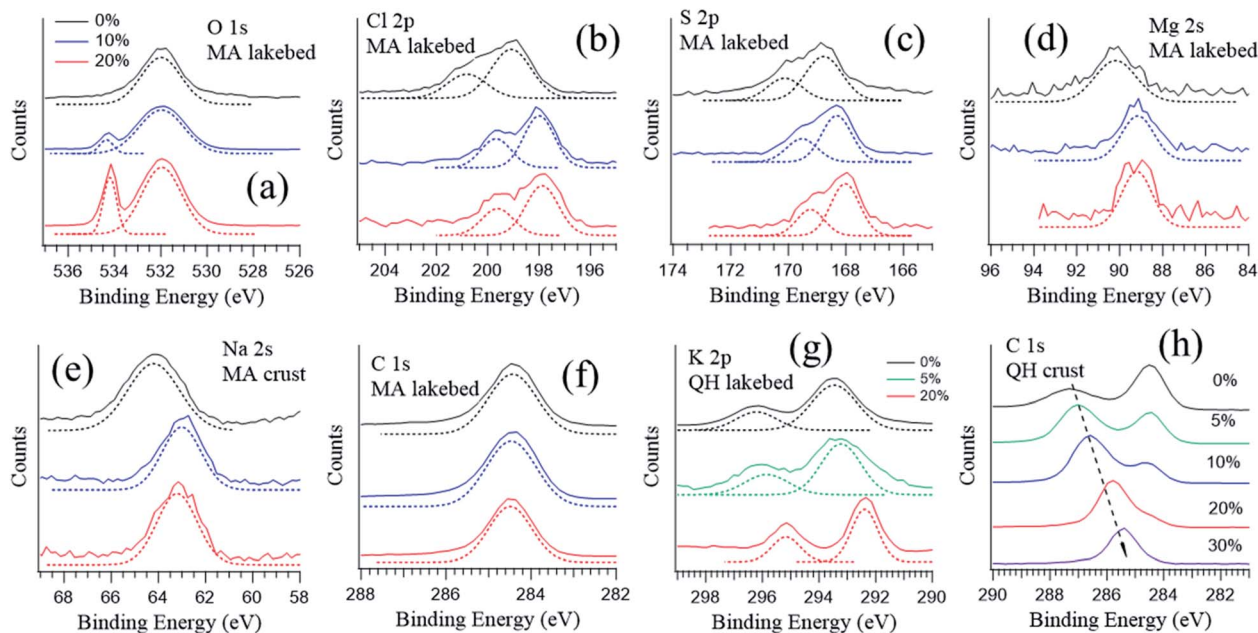 0%
10%
20%
O 1s
MA lakebed
(a)
Counts
536 534 532 530 528 526
Binding Energy (eV)
Cl 2p
MA lakebed
(b)
204 202 200 198 196
Binding Energy (eV)
S 2p
MA lakebed
(c)
Counts
174 172 170 168 166
Binding Energy (eV)
Mg 2s
MA lakebed
(d)
Counts
96 94 92 90 88 86 84
Binding Energy (eV)
(e)
Na 2s
MA crust
Counts
68 66 64 62 60 58
Binding Energy (eV)
C 1s
MA lakebed
(f)
288 287 286 285 284 283 282
Binding Energy (eV)
K 2p
QH lakebed
(g)
0%
5%
20%
Counts
298 296 294 292 290
Binding Energy (eV)
C 1s
QH crust
(h)
0%
5%
10%
20%
30%
Counts
290 288 286 284 282
Binding Energy (eV)